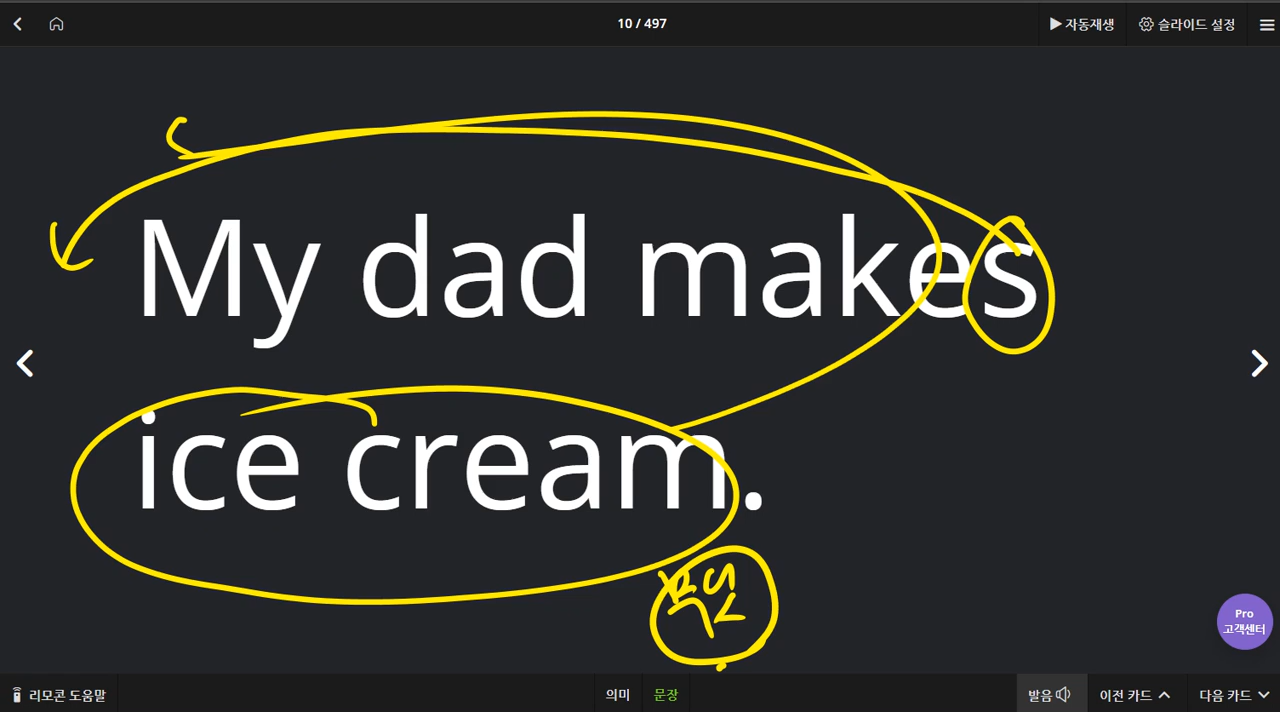 10 / 497
자동재생
슬라이드 설정
My dad makes
ice cream.
Pro
고객센터
리모콘 도움말
의미
문장
발음
이전 카드
다음 카드